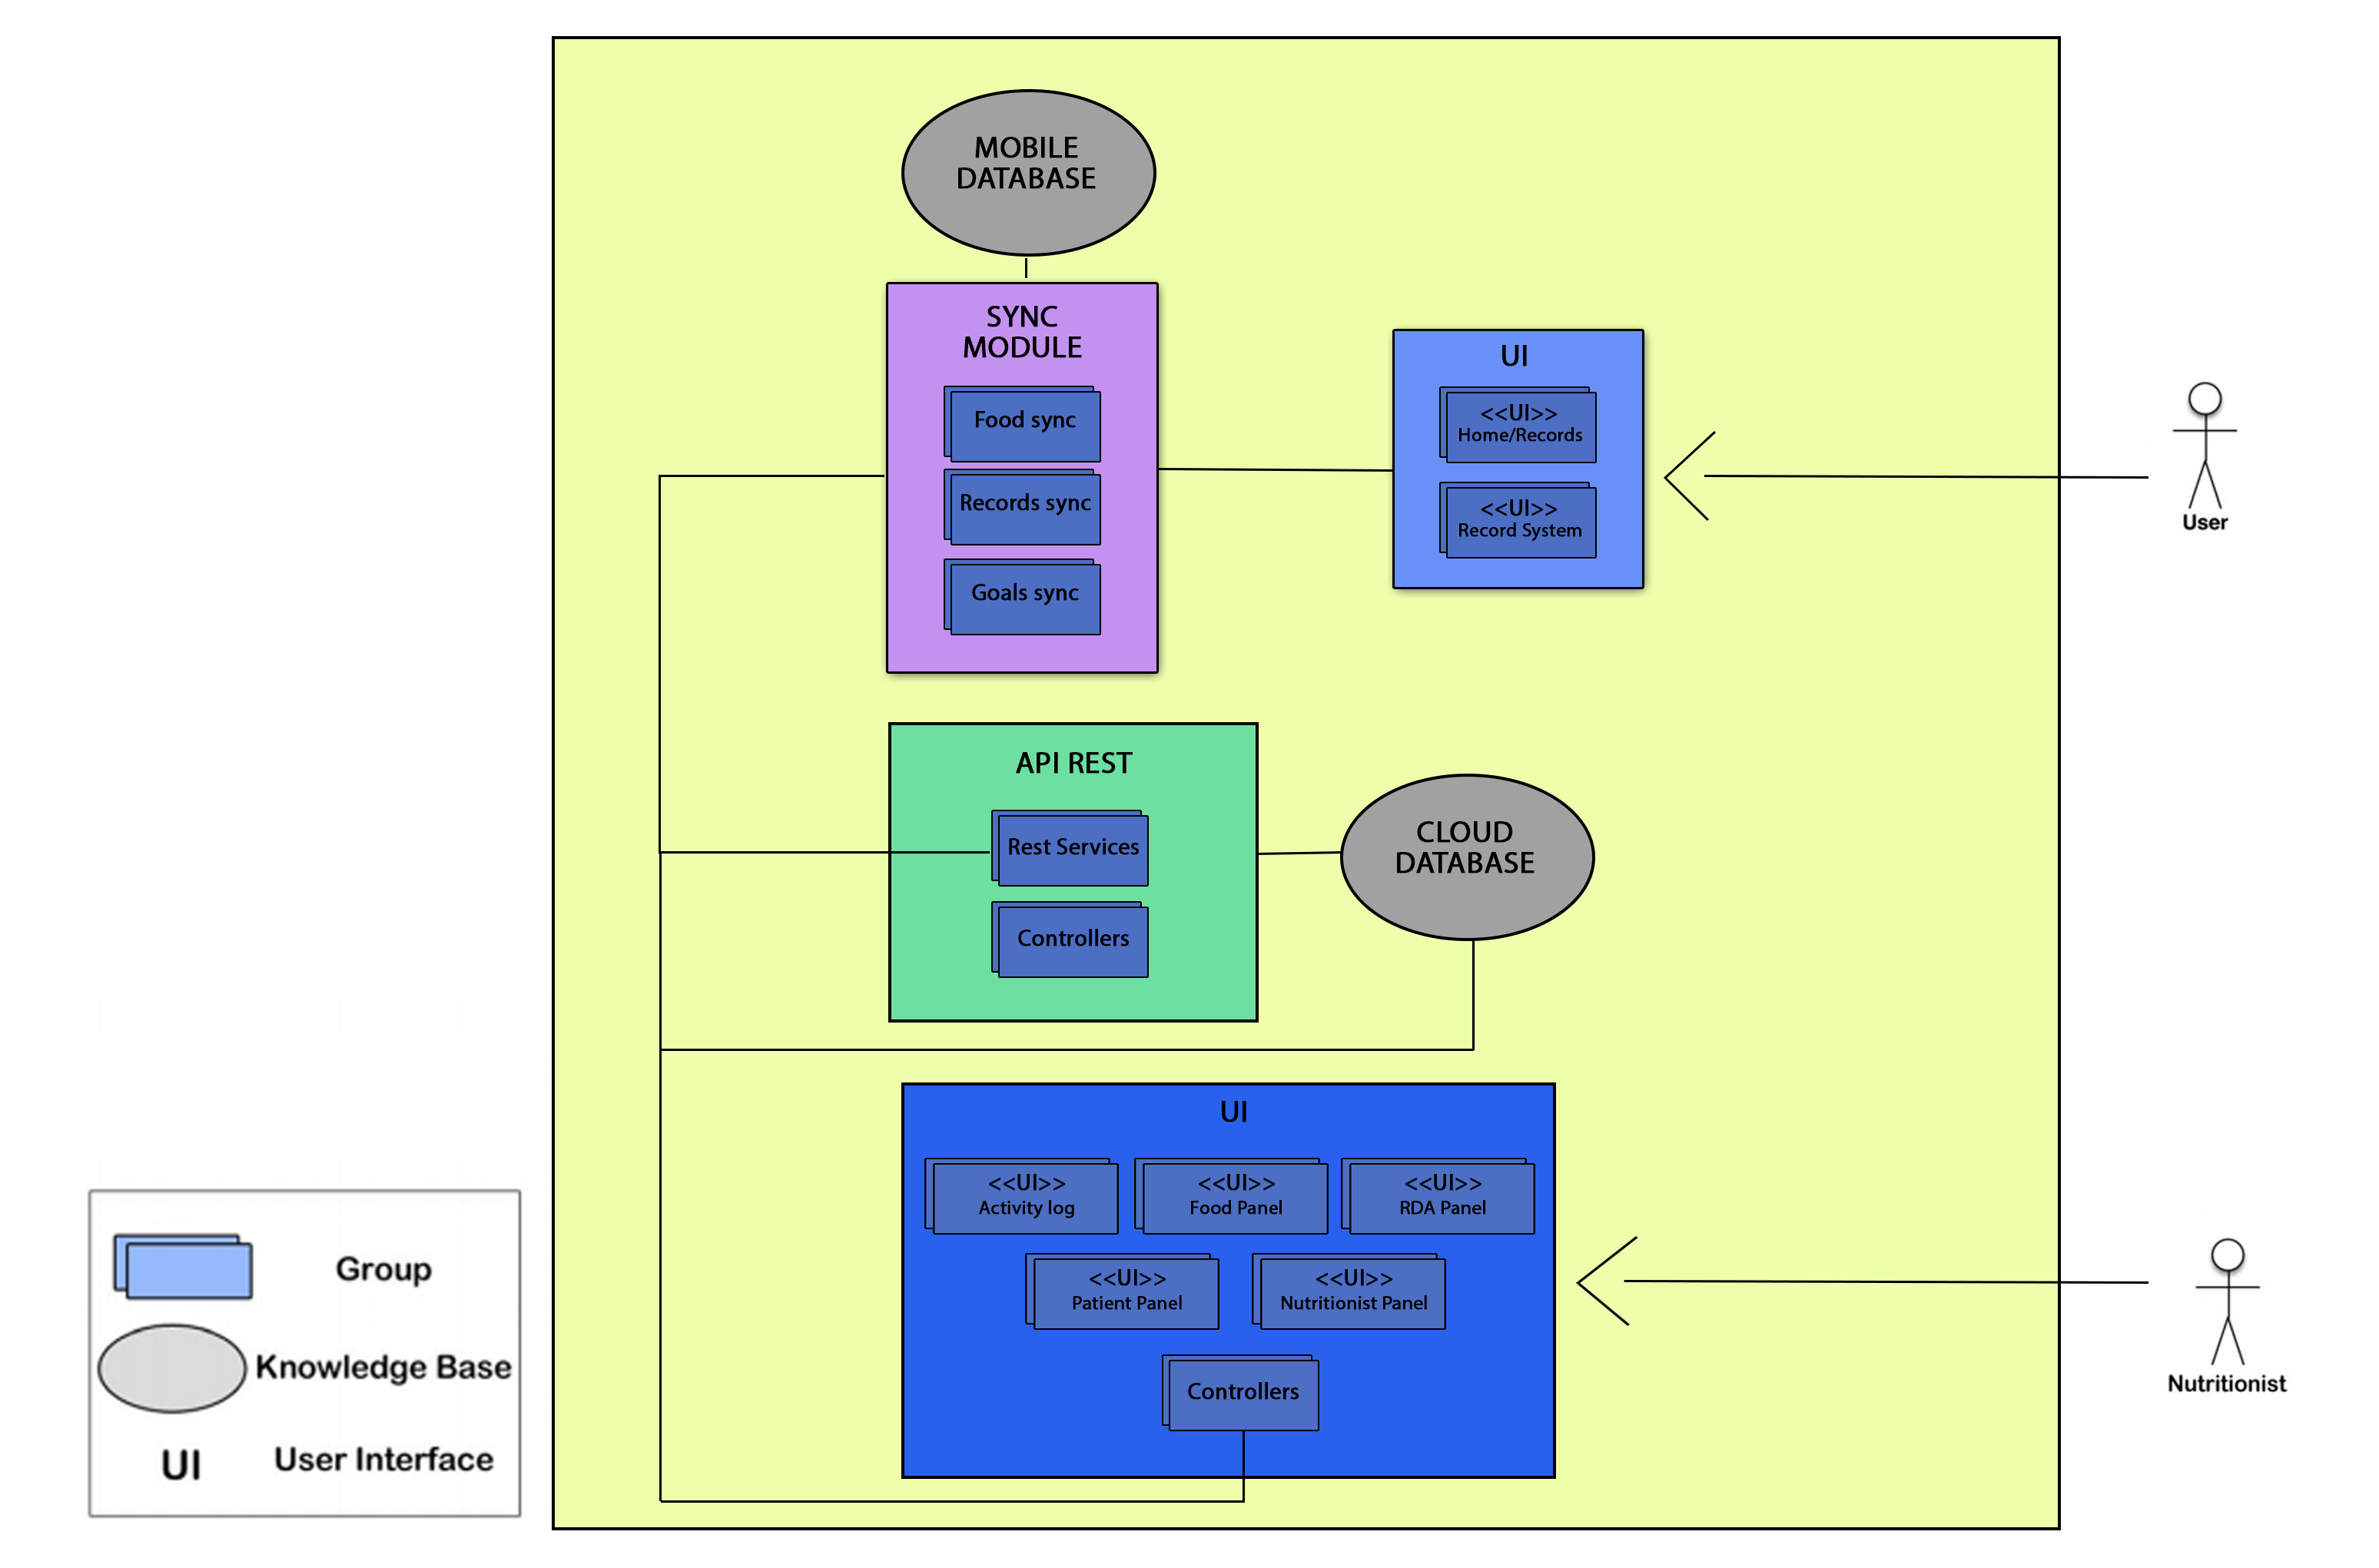 MOBILE
DATABASE
SYNC
MODULE
Food sync
Records sync
Goals sync
UI
<<UI>>
Home/Records
<<UI>>
Record System
User
API REST
Rest Services
Controllers
CLOUD
DATABASE
UI
<<UI>>
Activity log
<<UI>>
Food Panel
<<UI>>
RDA Panel
<<UI>>
Patient Panel
<<UI>>
Nutritionist Panel
Controllers
Nutritionist
Group
Knowledge Base
UI User Interface